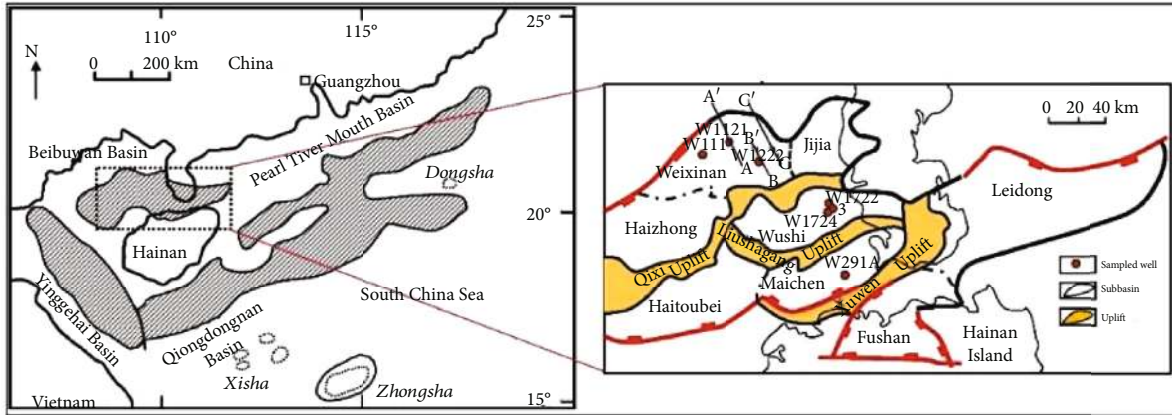 110°
115°
25°
N
0 200 km
China
Guangzhou
Pearl Tiver Mouth Basin
Beibuwan Basin
Dongsha
20°
Hainan
Yinggehai Basin
South China Sea
Qiongdongnan
Basin
Xisha
Zhongsha
Vietnam
15°
A′
C′
0 20 40 km
W1121
W111
B′
Jijia
W1222
C
A
Weixinan
B
Leidong
W1722
3
W1724
Haizhong
Wushi
Liushagang
Uplift
Uplift
Qixi Uplift
W291A
Maichen
Haitoubei
Fushan
Hainan
Island
Sampled well
Subbasin
Uplift